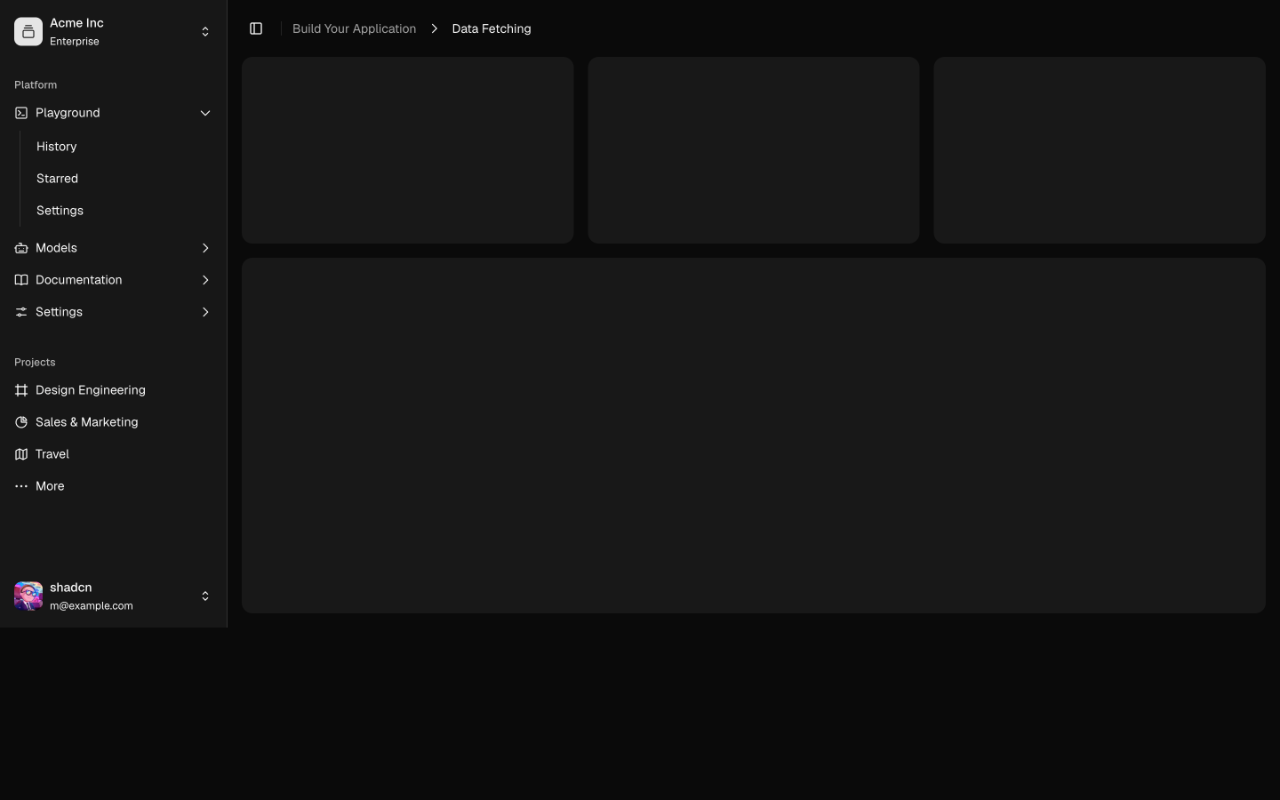 Acme Inc
Enterprise
Platform
Playground
History
Starred
Settings
Models
Documentation
Settings
Projects
Design Engineering
Sales & Marketing
Travel
More
shadcn
m@example.com
Build Your Application
Data Fetching